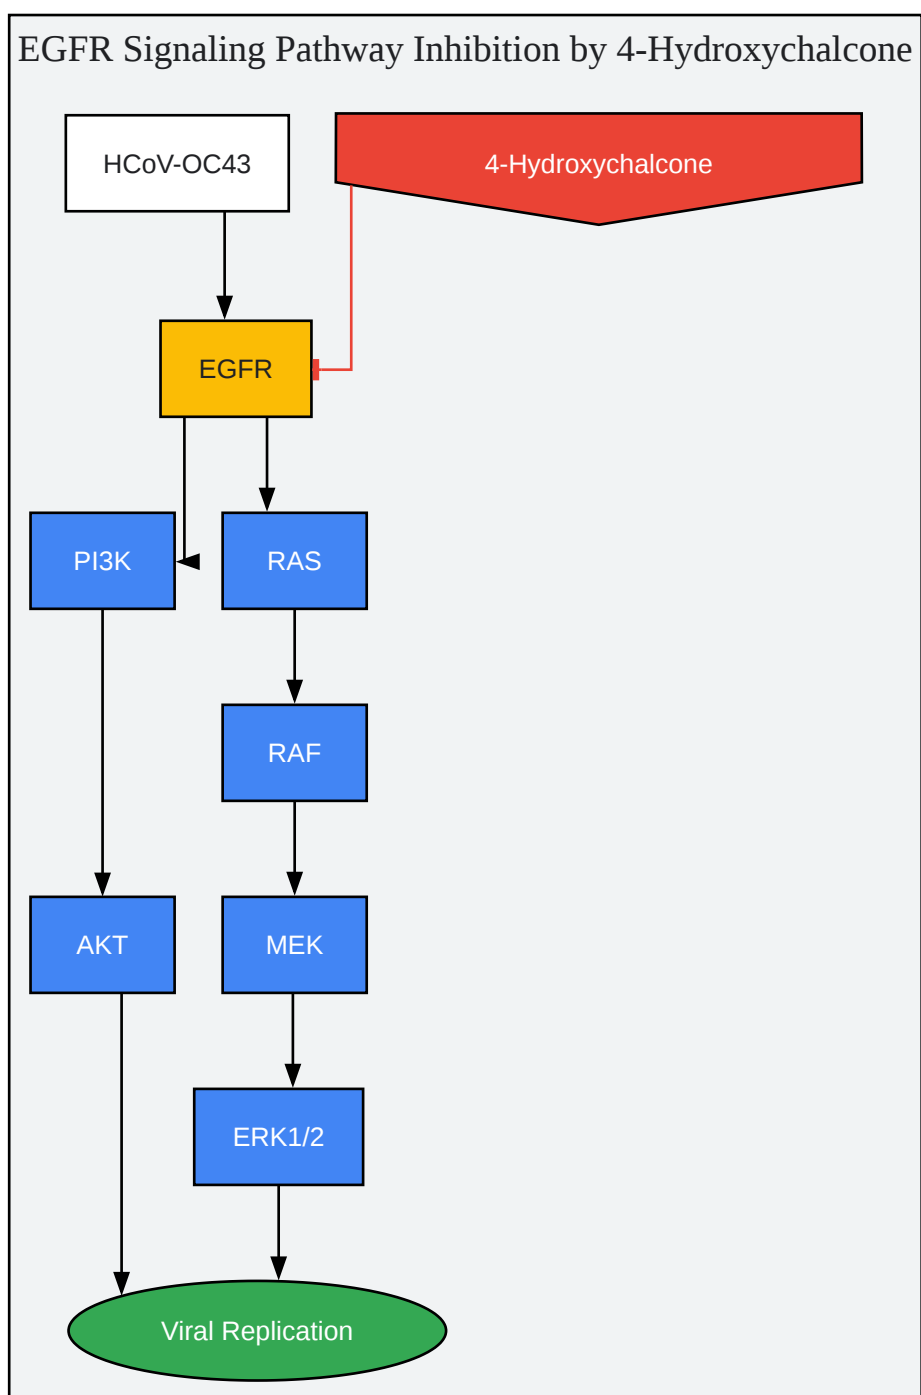 EGFR Signaling Pathway Inhibition by 4-Hydroxychalcone
HCoV-OC43
4-Hydroxychalcone
EGFR
PI3K
RAS
RAF
AKT
MEK
ERK1/2
Viral Replication